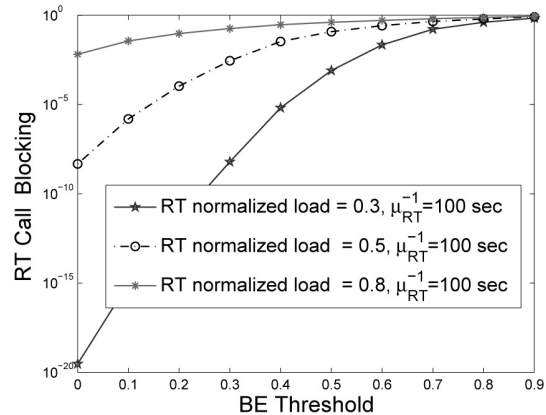 10^0
10^-5
10^-10
10^-15
10^-20
RT Call Blocking
RT normalized load = 0.3, μ_RT^-1=100 sec
RT normalized load = 0.5, μ_RT^-1=100 sec
RT normalized load = 0.8, μ_RT^-1=100 sec
0 0.1 0.2 0.3 0.4 0.5 0.6 0.7 0.8 0.9
BE Threshold